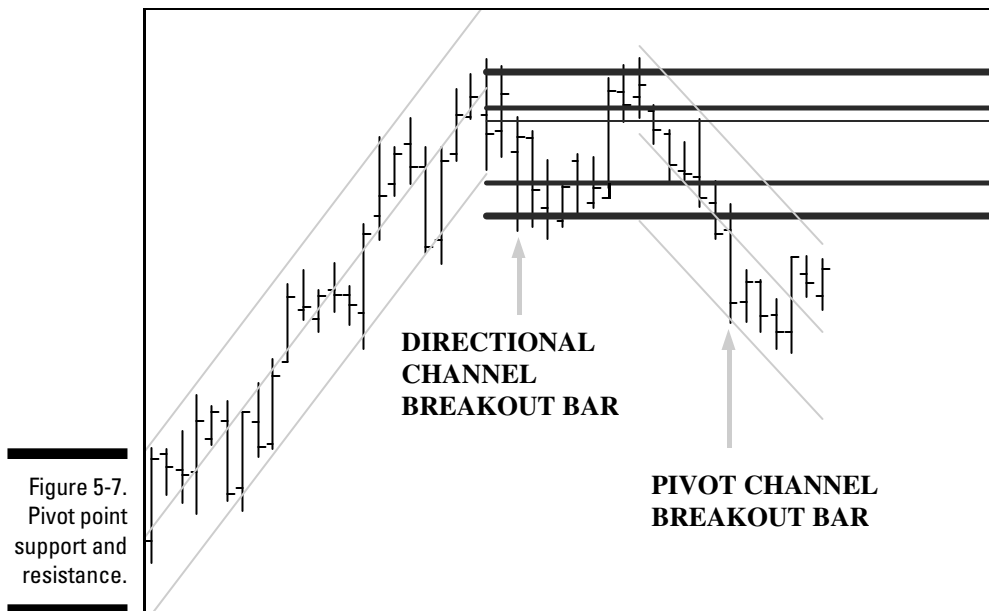 DIRECTIONAL
CHANNEL
BREAKOUT BAR
PIVOT CHANNEL
BREAKOUT BAR
Figure 5-7.
Pivot point
support and
resistance.